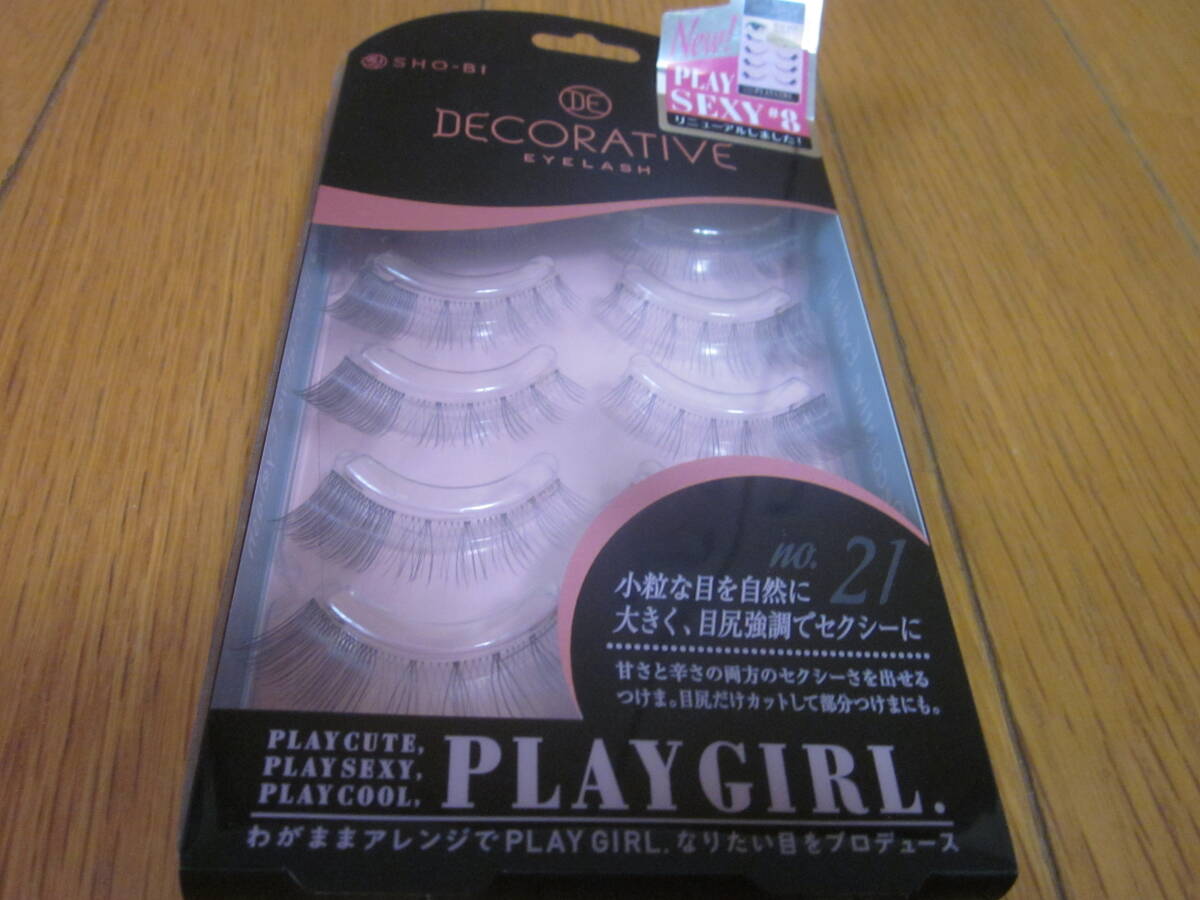 SHO-BI
New!
PLAY
SEXY #8
リニューアルしました!
DE
DECORATIVE
EYELASH
no. 21
小粒な目を自然に
大きく、目尻強調でセクシーに
甘さと辛さの両方のセクシーさを出せる
つけま。目尻だけカットして部分つけまにも。
PLAY CUTE,
PLAY SEXY,
PLAY COOL,
PLAY GIRL.
わがままアレンジでPLAY GIRL.なりたい目をプロデュース